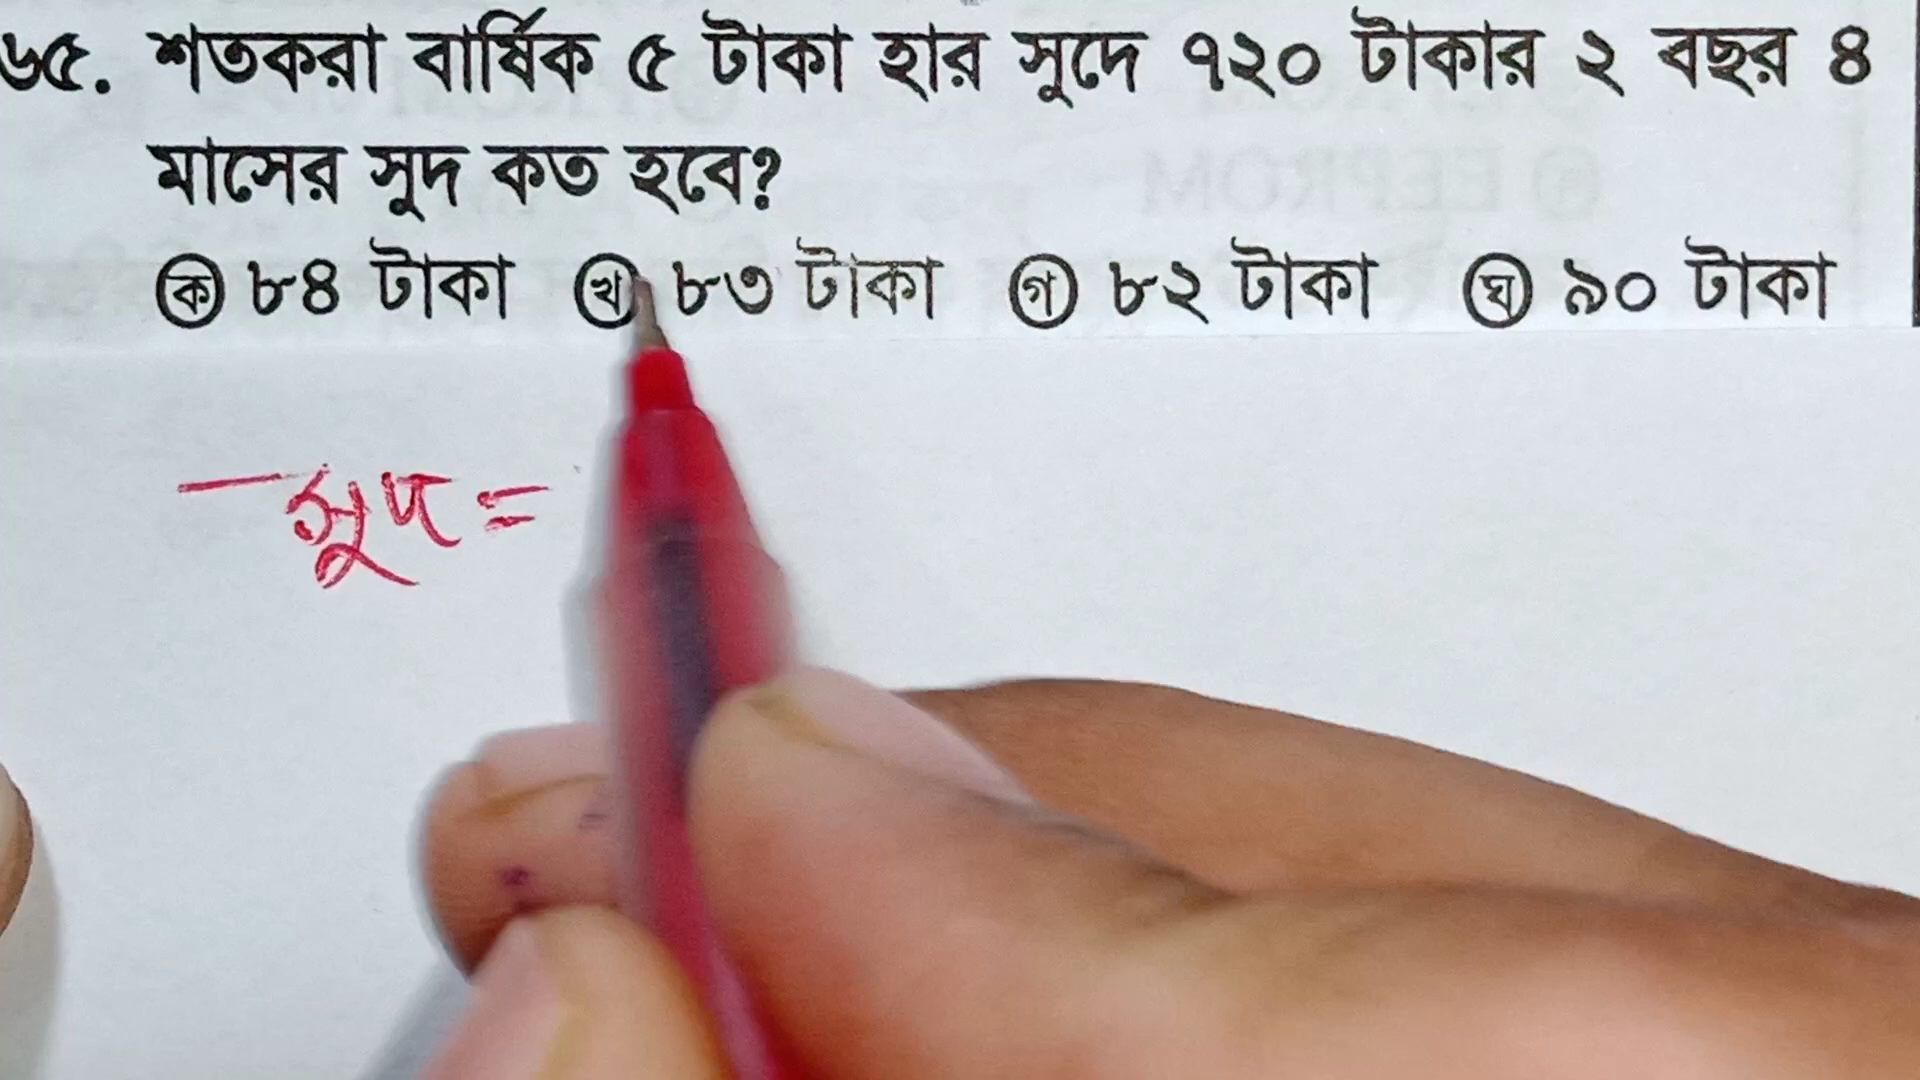 ৬৫. শতকরা বার্ষিক ৫ টাকা হার সুদে ৭২০ টাকার ২ বছর ৪
মাসের সুদ কত হবে?
ক ৮৪ টাকা খ ৮৩ টাকা গ ৮২ টাকা ঘ ৯০ টাকা
সুদ =